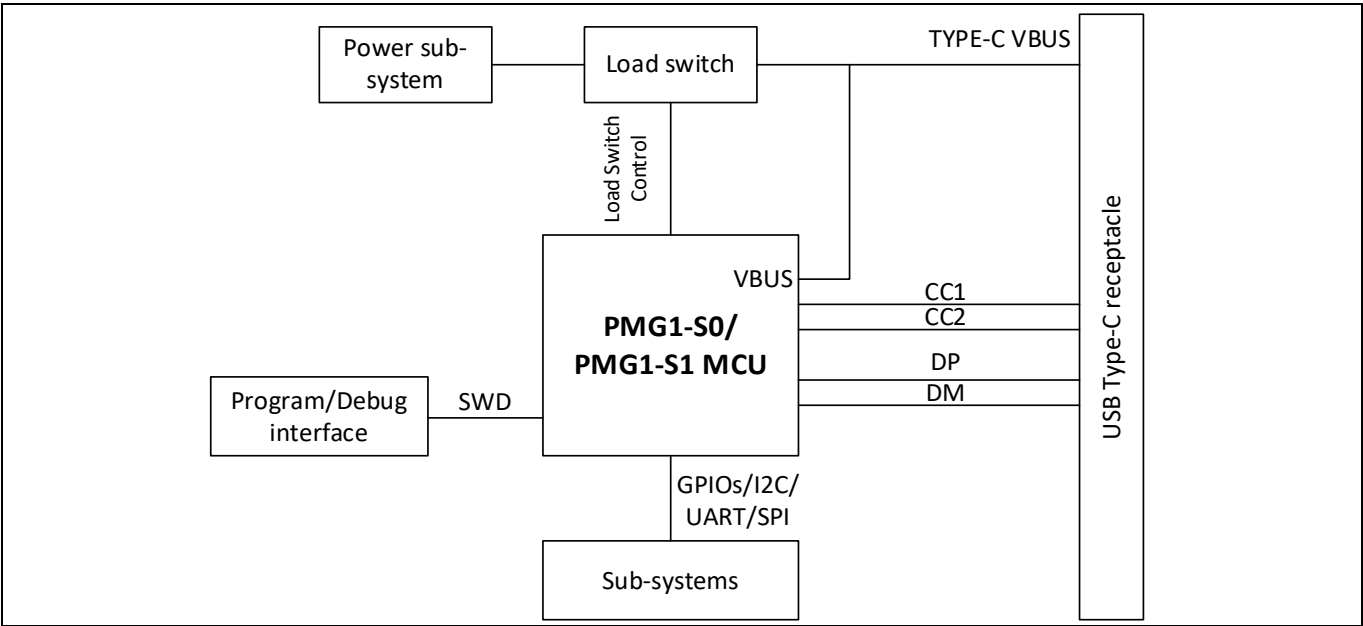 Power sub-
system
Load switch
TYPE-C VBUS
Load Switch
Control
VBUS
PMG1-S0/
PMG1-S1 MCU
CC1
CC2
DP
DM
USB Type-C receptacle
Program/Debug
interface
SWD
GPIOs/I2C/
UART/SPI
Sub-systems